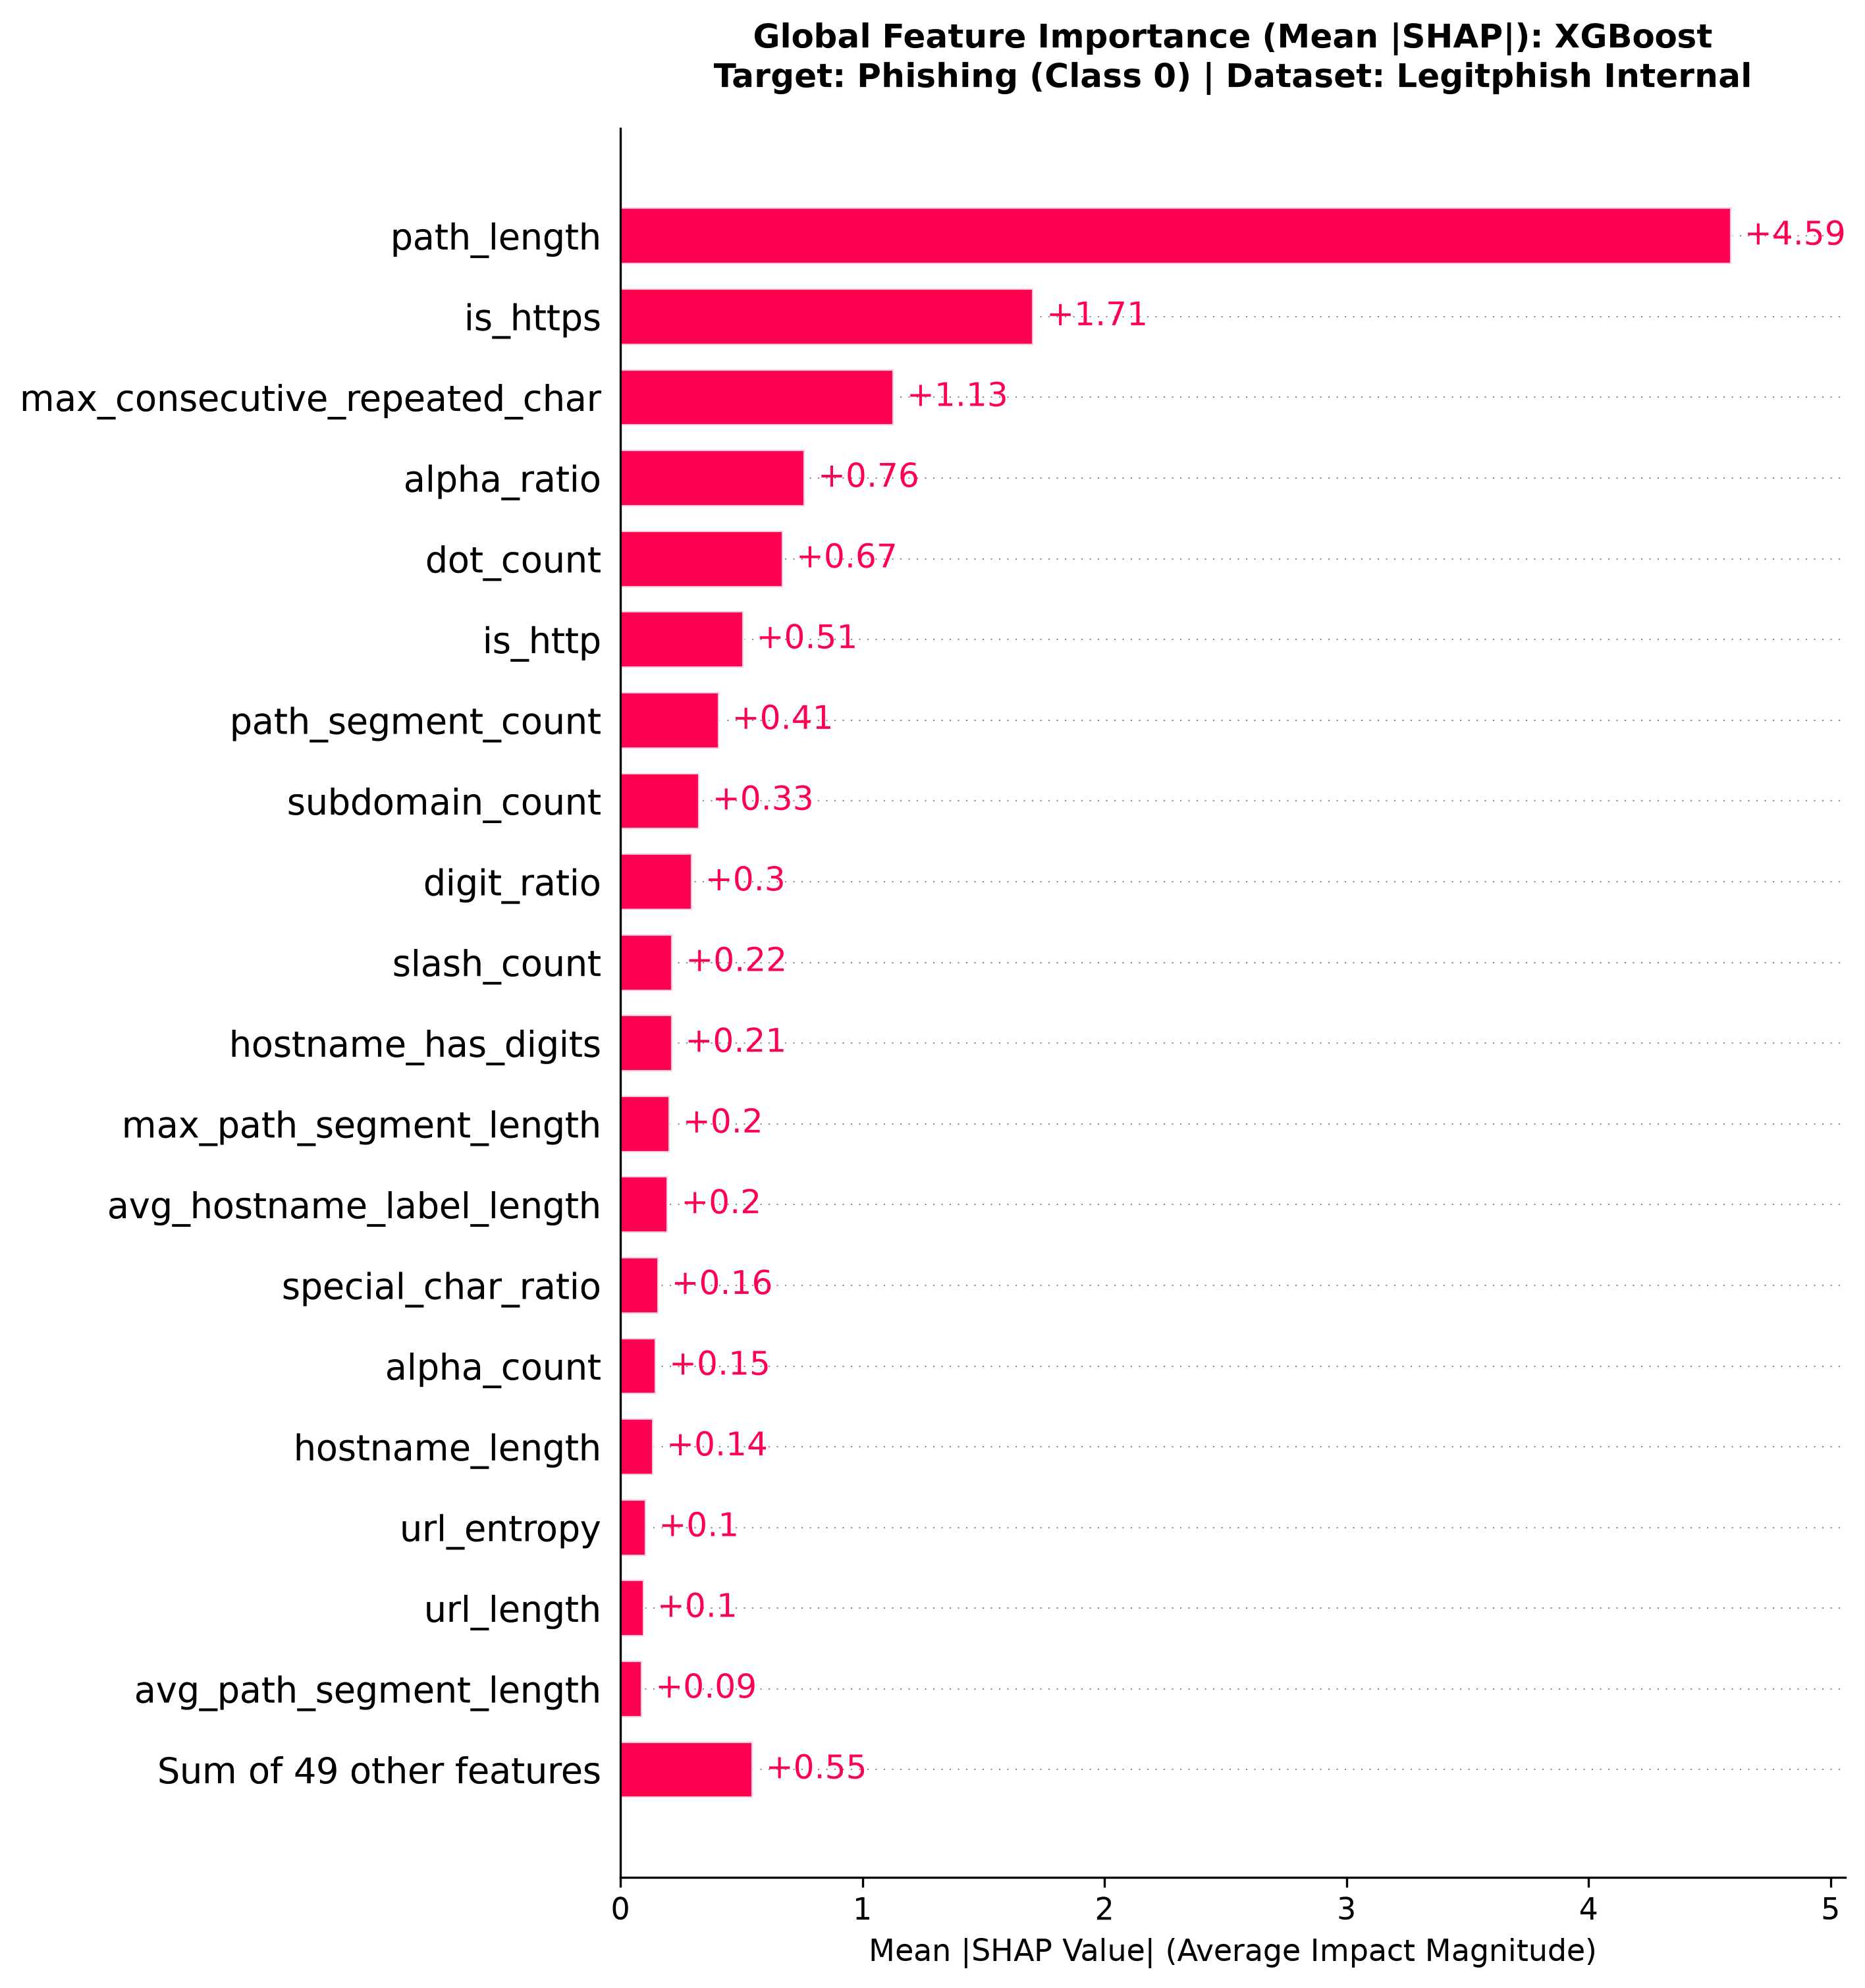 Global Feature Importance (Mean |SHAP|): XGBoost
Target: Phishing (Class 0) | Dataset: Legitphish Internal
path_length +4.59
is_https +1.71
max_consecutive_repeated_char +1.13
alpha_ratio +0.76
dot_count +0.67
is_http +0.51
path_segment_count +0.41
subdomain_count +0.33
digit_ratio +0.3
slash_count +0.22
hostname_has_digits +0.21
max_path_segment_length +0.2
avg_hostname_label_length +0.2
special_char_ratio +0.16
alpha_count +0.15
hostname_length +0.14
url_entropy +0.1
url_length +0.1
avg_path_segment_length +0.09
Sum of 49 other features +0.55
0 1 2 3 4 5
Mean |SHAP Value| (Average Impact Magnitude)